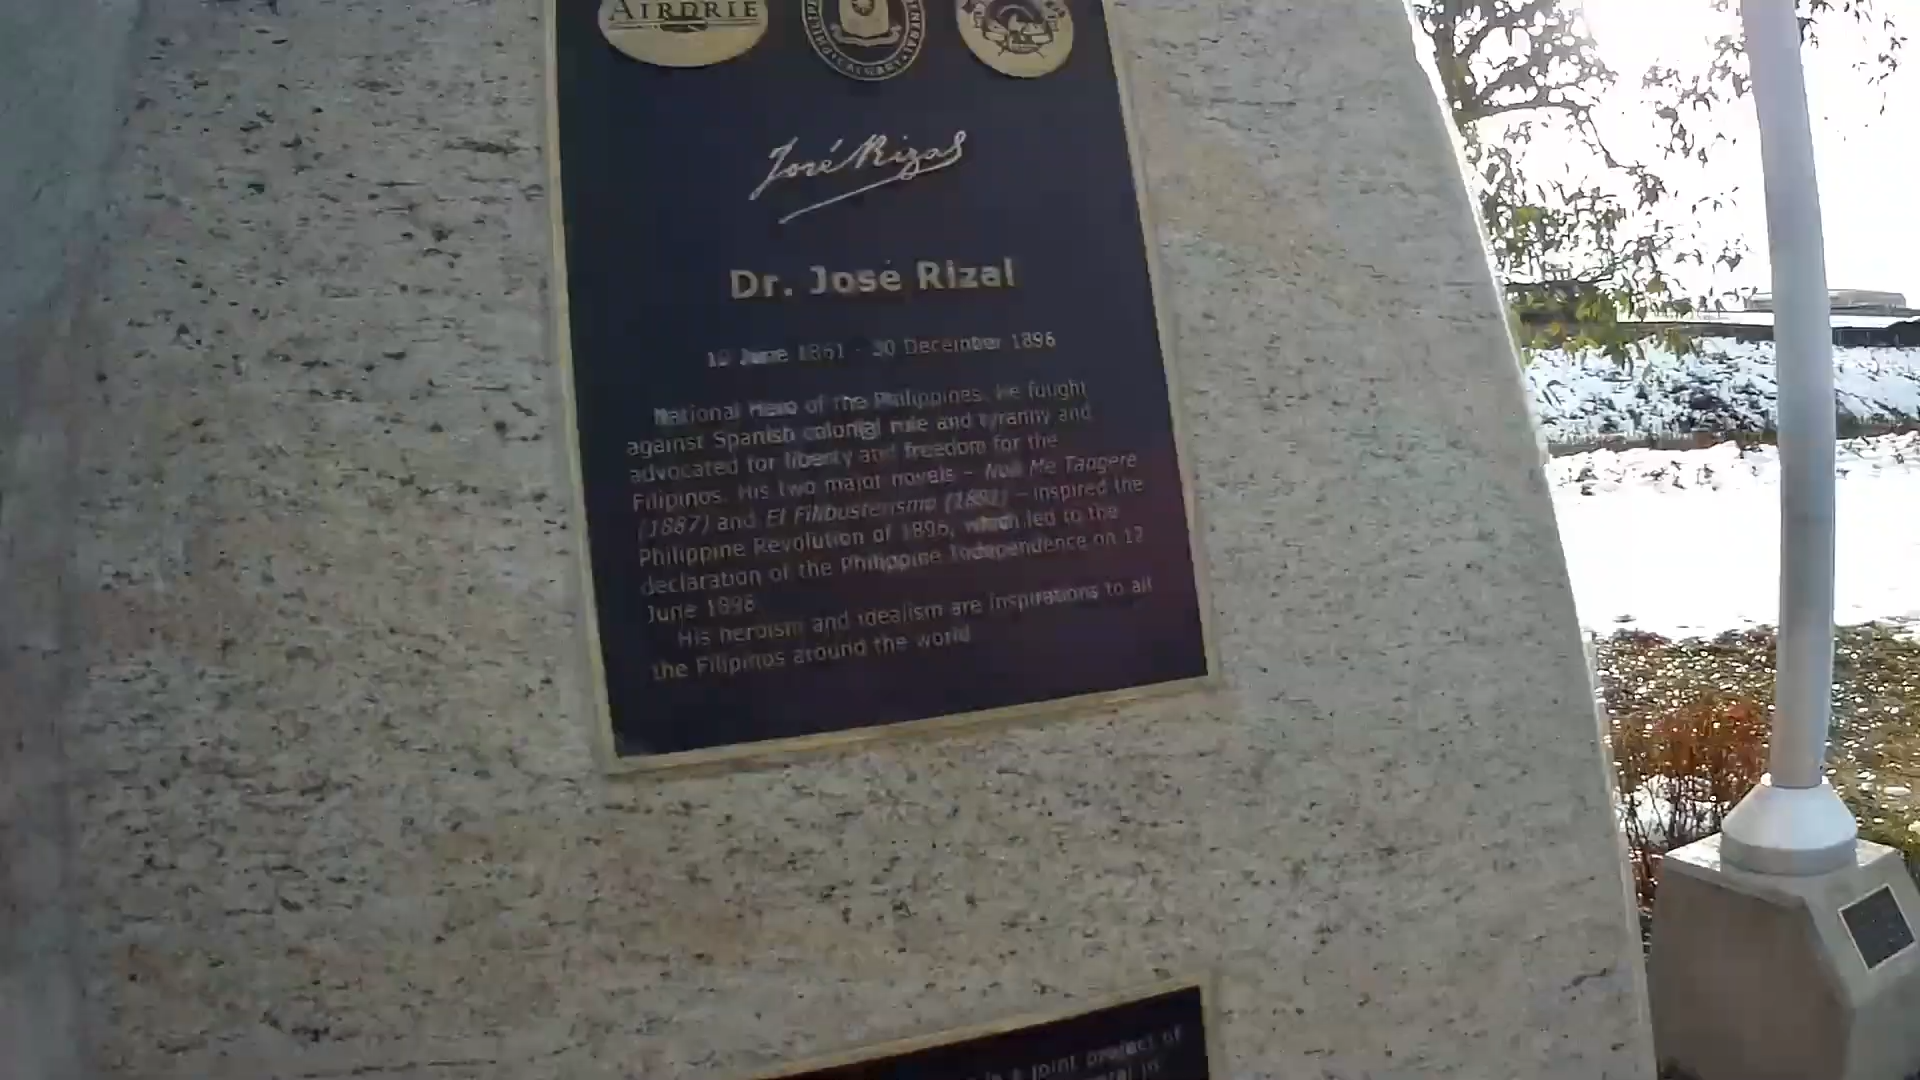 AIRDRIE
José Rizal
Dr. José Rizal
19 June 1861 - 30 December 1896
National Hero of the Philippines. He fought
against Spanish colonial rule and tyranny and
advocated for liberty and freedom for the
Filipinos. His two major novels – Noli Me Tangere
(1887) and El Filibusterismo (1891) – inspired the
Philippine Revolution of 1896, which led to the
declaration of the Philippine Independence on 12
June 1898.
His heroism and idealism are inspirations to all
the Filipinos around the world
is a joint project of